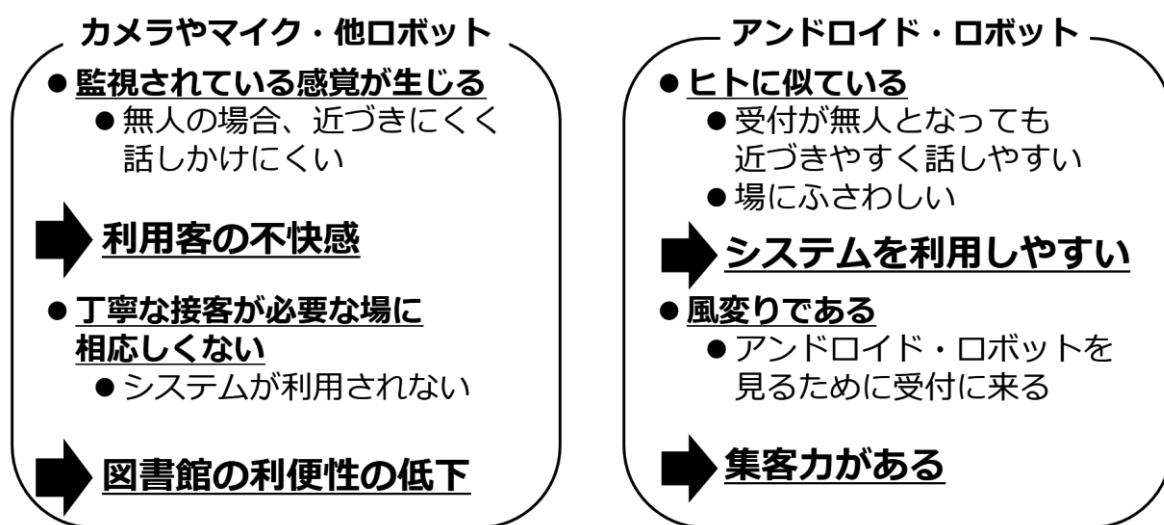 カメラやマイク・他ロボット
●監視されている感覚が生じる
●無人の場合、近づきにくく
話しかけにくい
利用客の不快感
●丁寧な接客が必要な場に
相応しくない
●システムが利用されない
図書館の利便性の低下
アンドロイド・ロボット
●ヒトに似ている
●受付が無人となっても
近づきやすく話しやすい
●場にふさわしい
システムを利用しやすい
●風変りである
●アンドロイド・ロボットを
見るために受付に来る
集客力がある